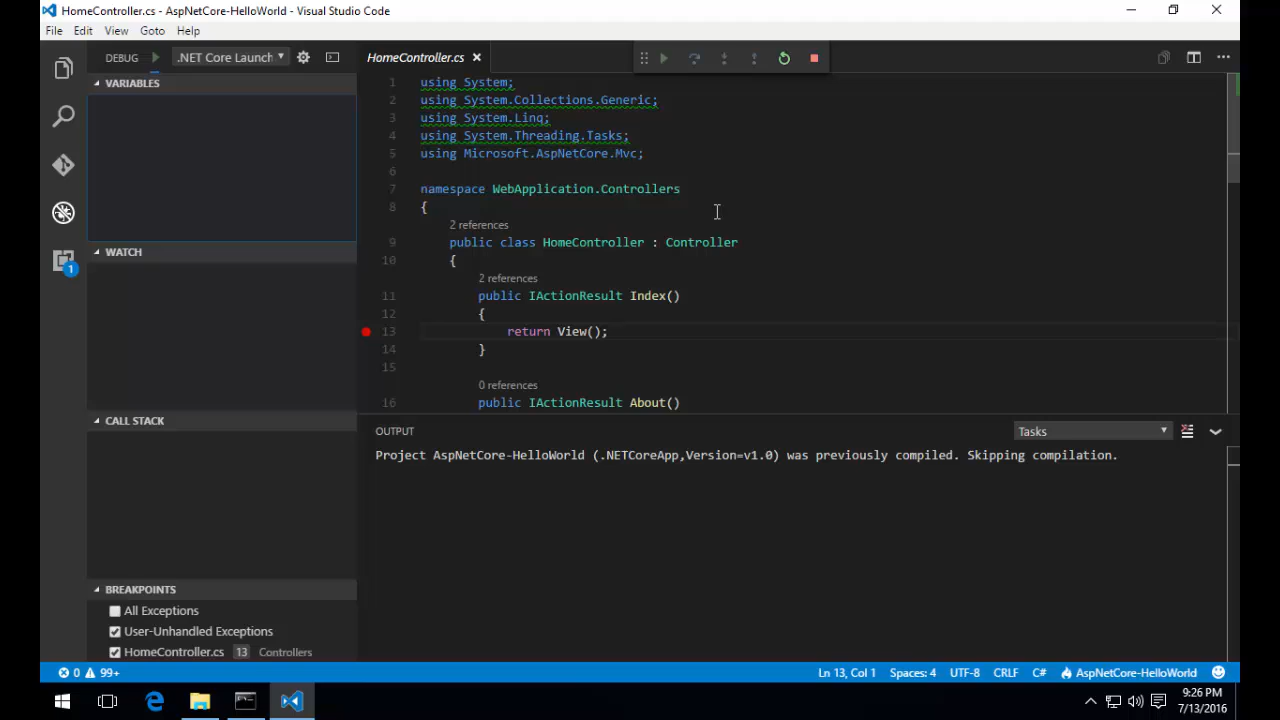 HomeController.cs - AspNetCore-HelloWorld - Visual Studio Code
File Edit View Goto Help
DEBUG .NET Core Launch
HomeController.cs
VARIABLES
WATCH
CALL STACK
BREAKPOINTS
All Exceptions
User-Unhandled Exceptions
HomeController.cs 13 Controllers
1
1 using System;
2 using System.Collections.Generic;
3 using System.Linq;
4 using System.Threading.Tasks;
5 using Microsoft.AspNetCore.Mvc;
6
7 namespace WebApplication.Controllers
8 {
2 references
9 public class HomeController : Controller
10 {
2 references
11 public IActionResult Index()
12 {
13 return View();
14 }
15
0 references
16 public IActionResult About()
OUTPUT Tasks
Project AspNetCore-HelloWorld (.NETCoreApp,Version=v1.0) was previously compiled. Skipping compilation.
0 99+ Ln 13, Col 1 Spaces: 4 UTF-8 CRLF C# AspNetCore-HelloWorld
9:26 PM
7/13/2016